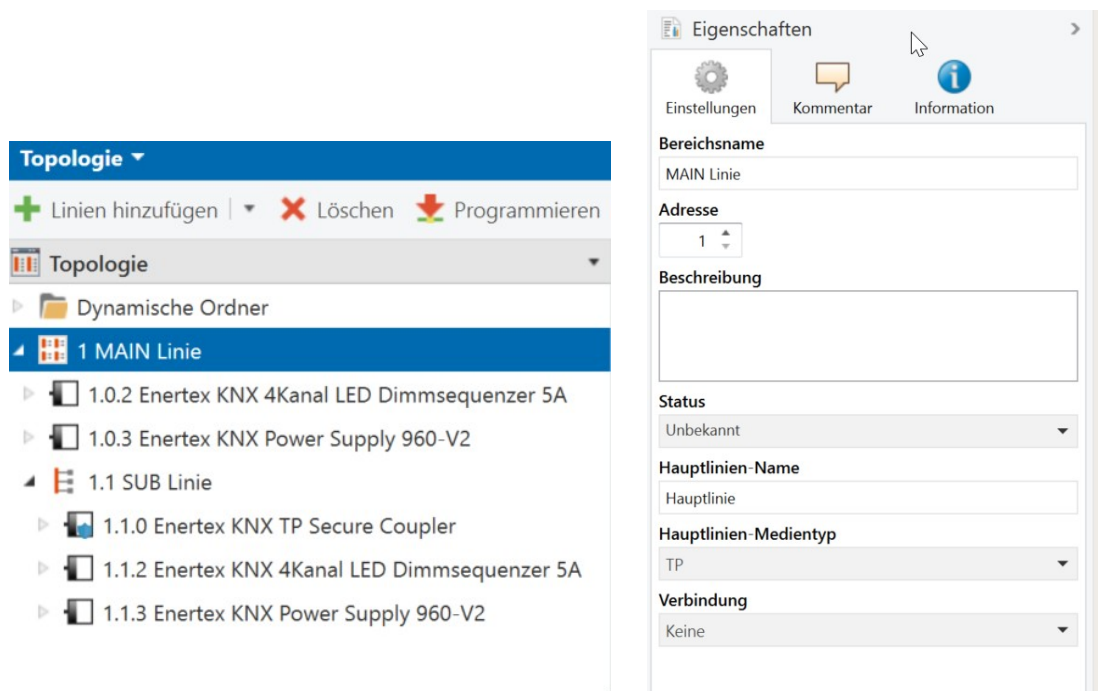 Topologie
Linien hinzufügen
Löschen
Programmieren
Topologie
Dynamische Ordner
1 MAIN Linie
1.0.2 Enertex KNX 4Kanal LED Dimmsequenzer 5A
1.0.3 Enertex KNX Power Supply 960-V2
1.1 SUB Linie
1.1.0 Enertex KNX TP Secure Coupler
1.1.2 Enertex KNX 4Kanal LED Dimmsequenzer 5A
1.1.3 Enertex KNX Power Supply 960-V2
Eigenschaften
Einstellungen
Kommentar
Information
Bereichsname
MAIN Linie
Adresse
1
Beschreibung
Status
Unbekannt
Hauptlinien-Name
Hauptlinie
Hauptlinien-Medientyp
TP
Verbindung
Keine